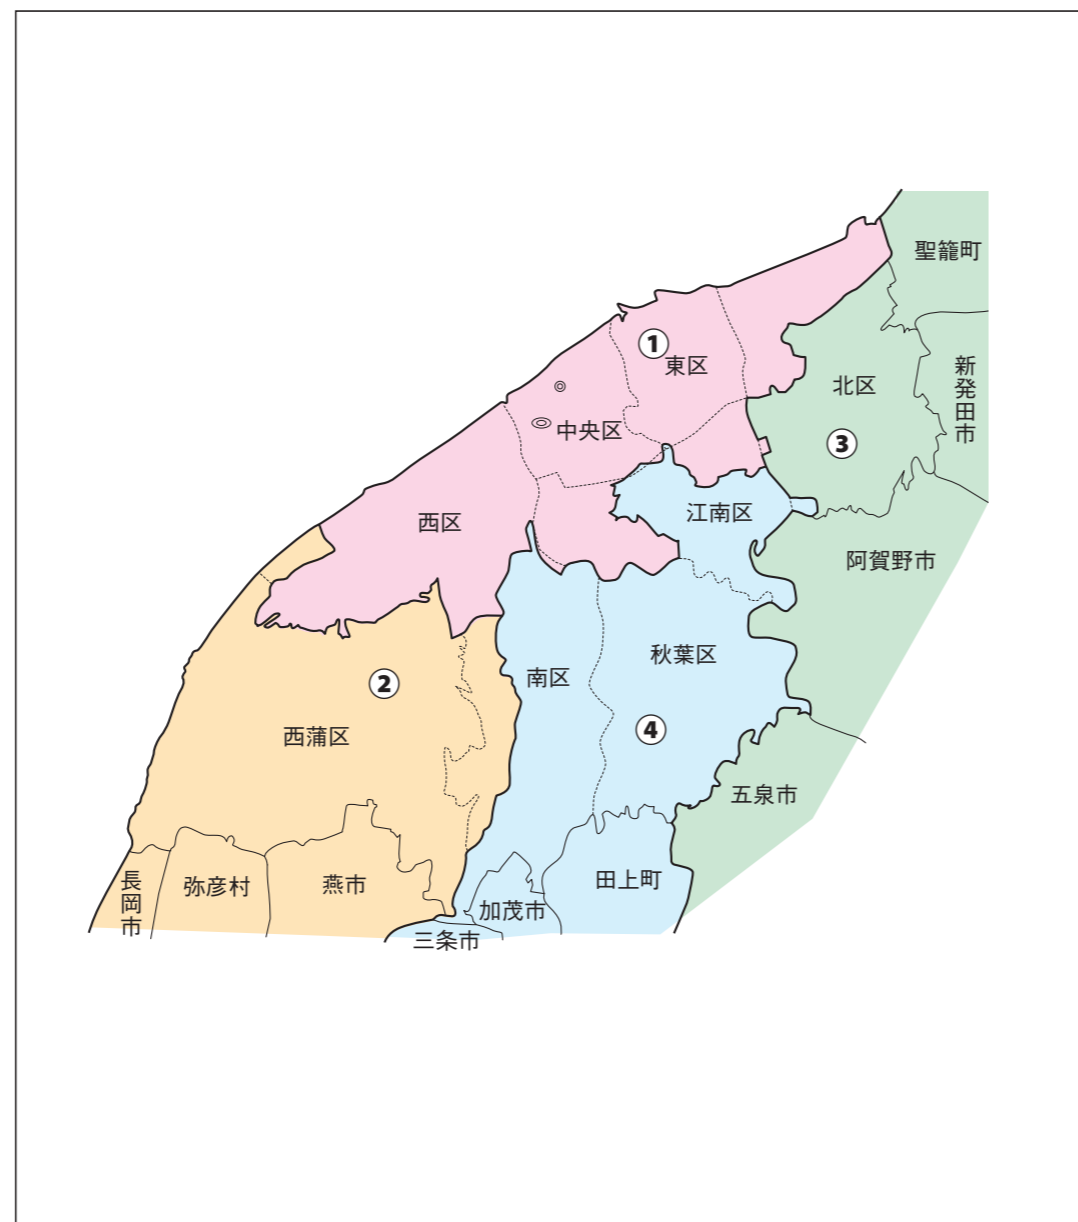 聖籠町
①
東区
新発田市
北区
中央区
③
西区
江南区
阿賀野市
秋葉区
南区
②
④
西蒲区
五泉市
長岡市
弥彦村
燕市
田上町
加茂市
三条市